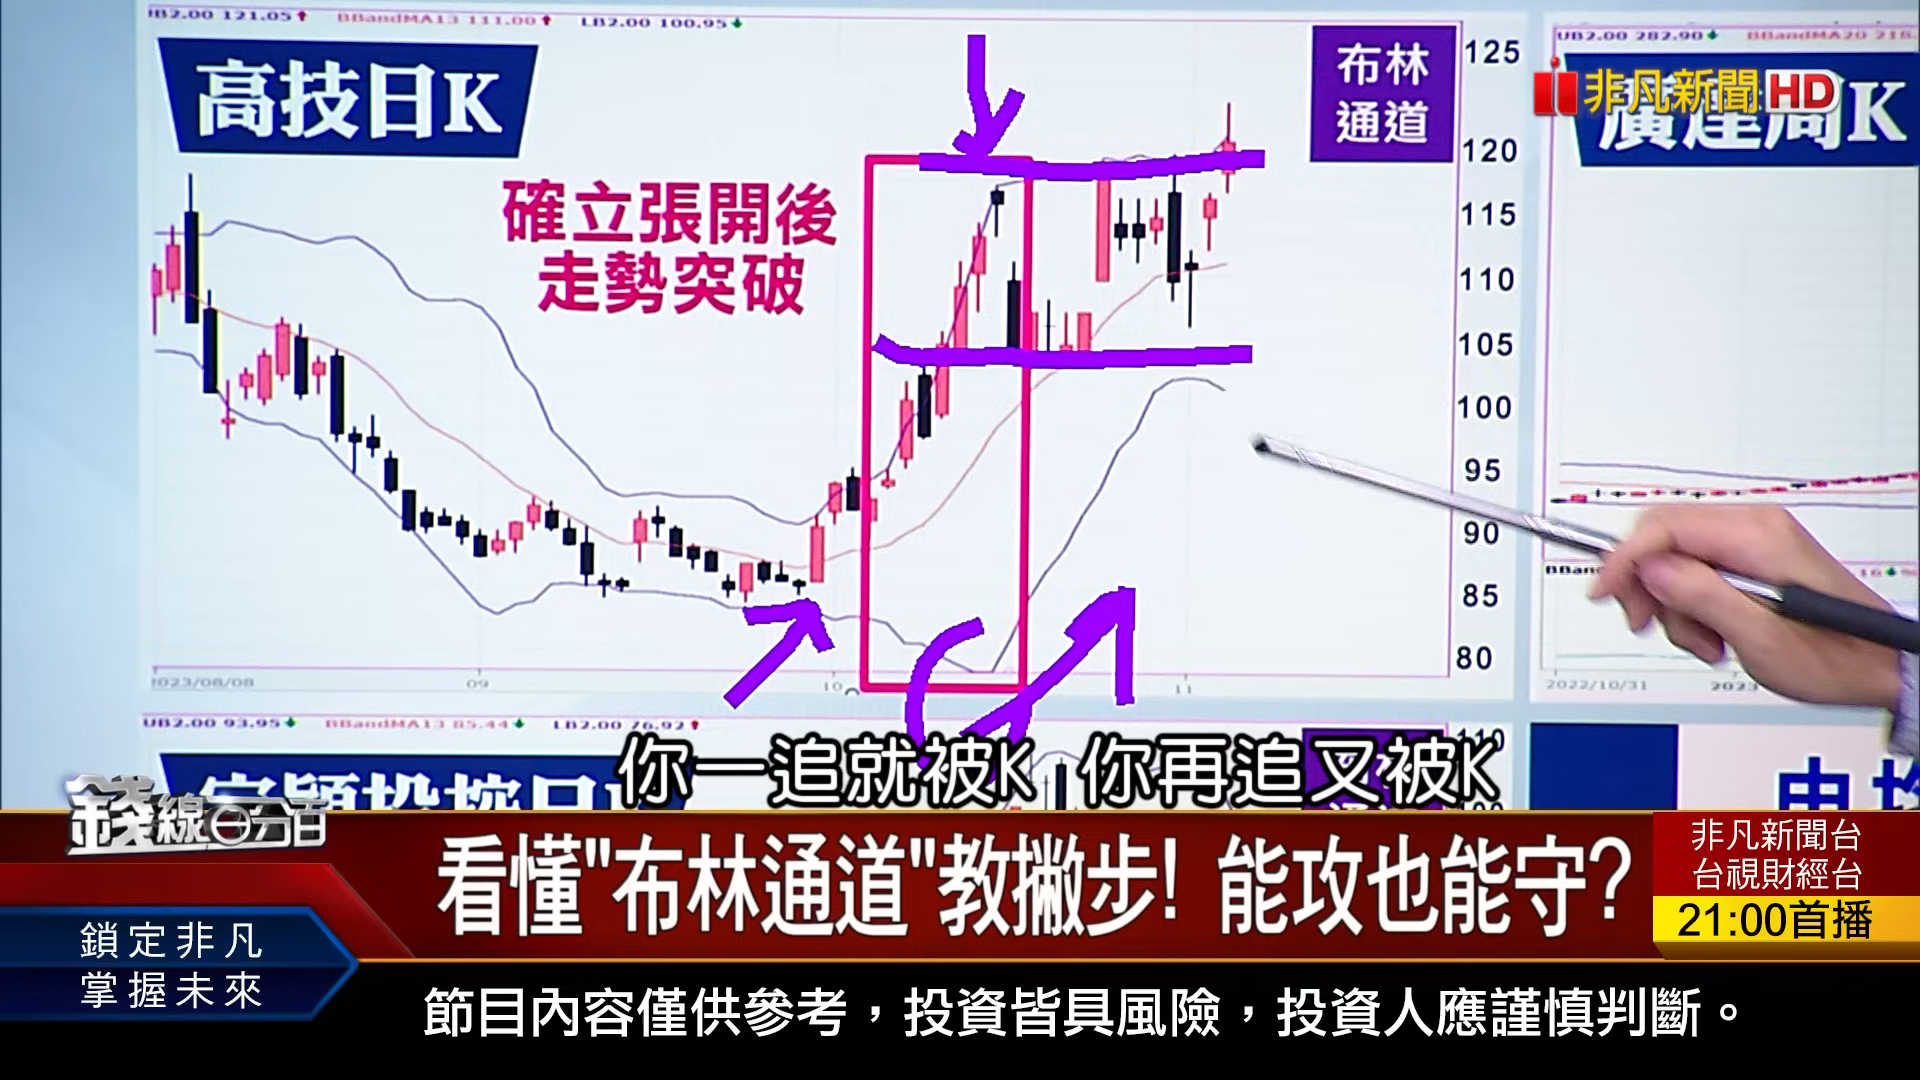 UB2.00 121.05 BBandMA13 111.00 LB2.00 100.95
高技日K
布林
通道
125
120
115
110
105
100
95
90
85
80
確立張開後
走勢突破
2023/08/08 09 10 11
UB2.00 282.90 BBandMA20 218.
非凡新聞HD
廣達周K
2022/10/31 2023
UB2.00 93.95 BBandMA13 85.44 LB2.00 76.92
110
你一追就被K 你再追又被K
錢線百分百
看懂"布林通道"教撇步! 能攻也能守?
非凡新聞台
台視財經台
21:00首播
鎖定非凡
掌握未來
節目內容僅供參考，投資皆具風險，投資人應謹慎判斷。